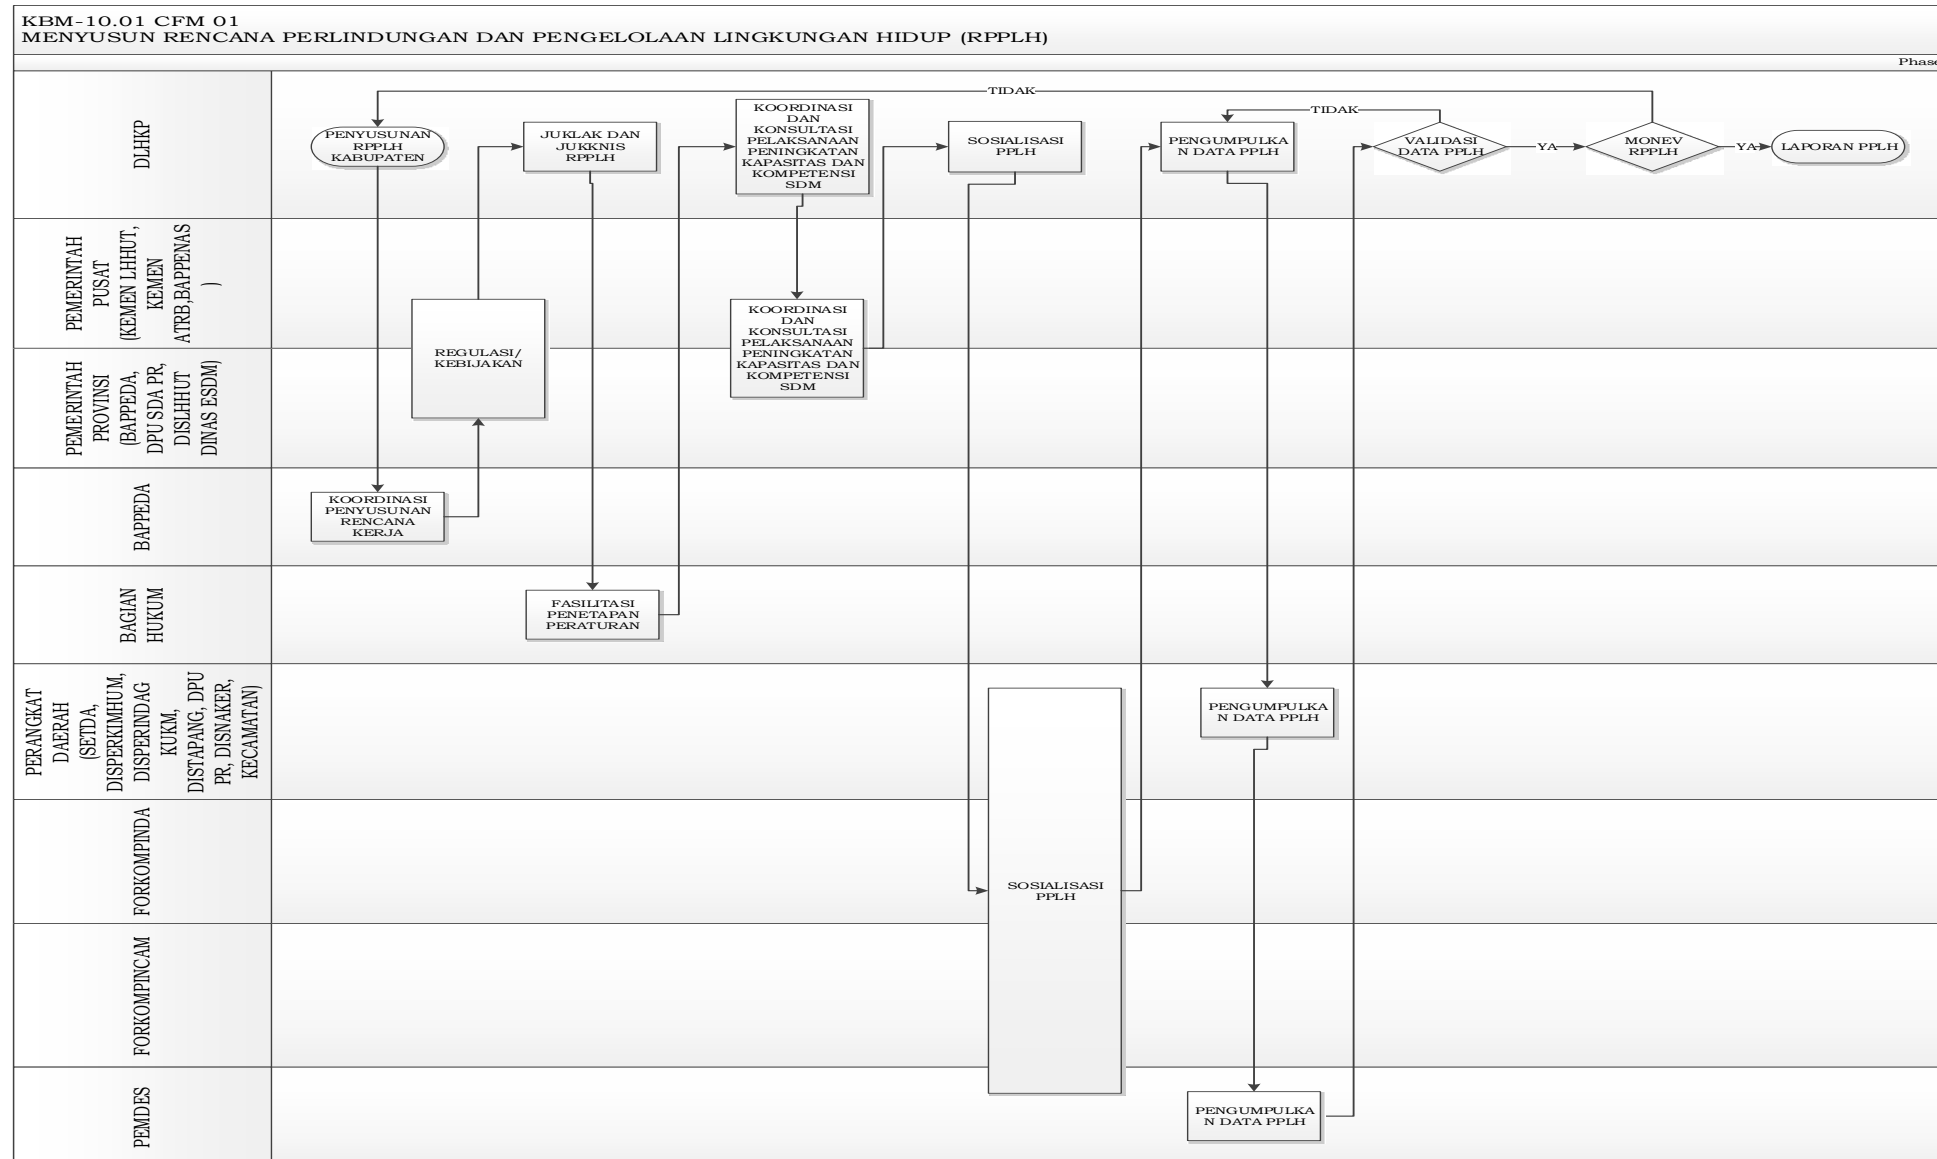 KBM-10.01 CFM 01
MENYUSUN RENCANA PERLINDUNGAN DAN PENGELOLAAN LINGKUNGAN HIDUP (RPPLH)
Phase
DLHKP
PENYUSUNAN
RPPLH
KABUPATEN
JUKLAK DAN
JUKKNIS
RPPLH
KOORDINASI
DAN
KONSULTASI
PELAKSANAAN
PENINGKATAN
KAPASITAS DAN
KOMPETENSI
SDM
SOSIALISASI
PPLH
PENGUMPULKA
N DATA PPLH
TIDAK
TIDAK
VALIDASI
DATA PPLH
YA
MONEV
RPPLH
YA
LAPORAN PPLH
PEMERINTAH
PUSAT
(KEMEN LHHUT,
KEMEN
ATRB,BAPPENAS
)
REGULASI/
KEBIJAKAN
KOORDINASI
DAN
KONSULTASI
PELAKSANAAN
PENINGKATAN
KAPASITAS DAN
KOMPETENSI
SDM
PEMERINTAH
PROVINSI
(BAPPEDA,
DPU SDA PR,
DISLHHUT
DINAS ESDM)
BAPPEDA
KOORDINASI
PENYUSUNAN
RENCANA
KERJA
BAGIAN
HUKUM
FASILITASI
PENETAPAN
PERATURAN
PERANGKAT
DAERAH
(SETDA,
DISPERKIMHUM,
DISPERINDAG
KUKM,
DISTAPANG, DPU
PR, DISNAKER,
KECAMATAN)
PENGUMPULKA
N DATA PPLH
FORKOMPINDA
SOSIALISASI
PPLH
FORKOMPINCAM
PEMDES
PENGUMPULKA
N DATA PPLH